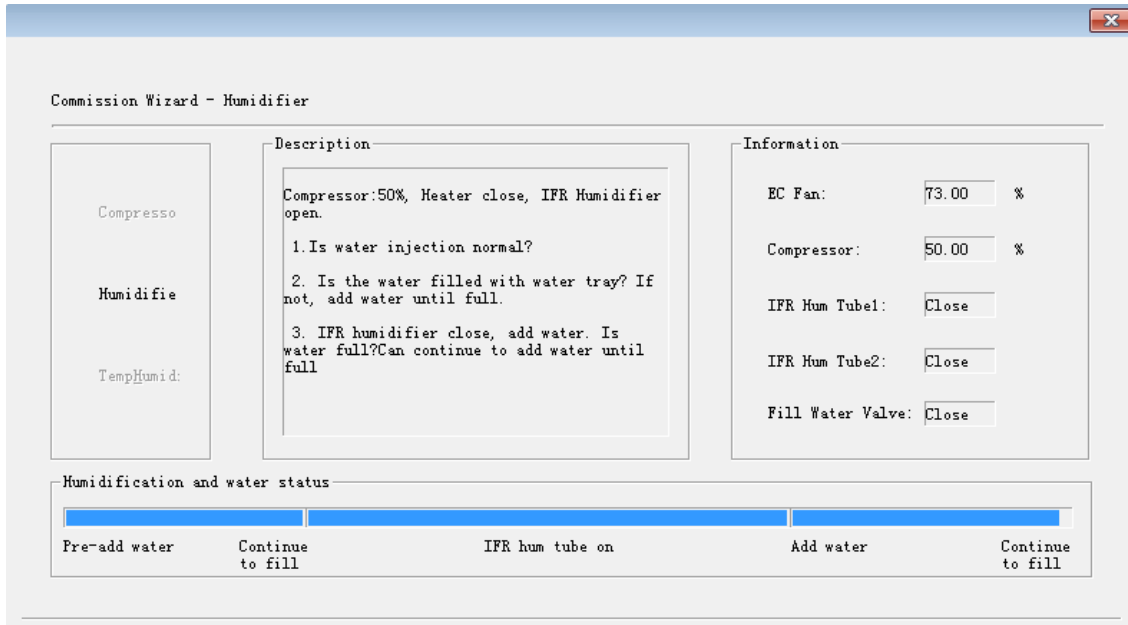 Commission Wizard - Humidifier
Compresso
Humidifie
TempHumid:
Description
Compressor:50%, Heater close, IFR Humidifier
open.
1.Is water injection normal?
2. Is the water filled with water tray? If
not, add water until full.
3. IFR humidifier close, add water. Is
water full?Can continue to add water until
full
Information
EC Fan: 73.00 %
Compressor: 50.00 %
IFR Hum Tube1: Close
IFR Hum Tube2: Close
Fill Water Valve: Close
Humidification and water status
Pre-add water
Continue
to fill
IFR hum tube on
Add water
Continue
to fill